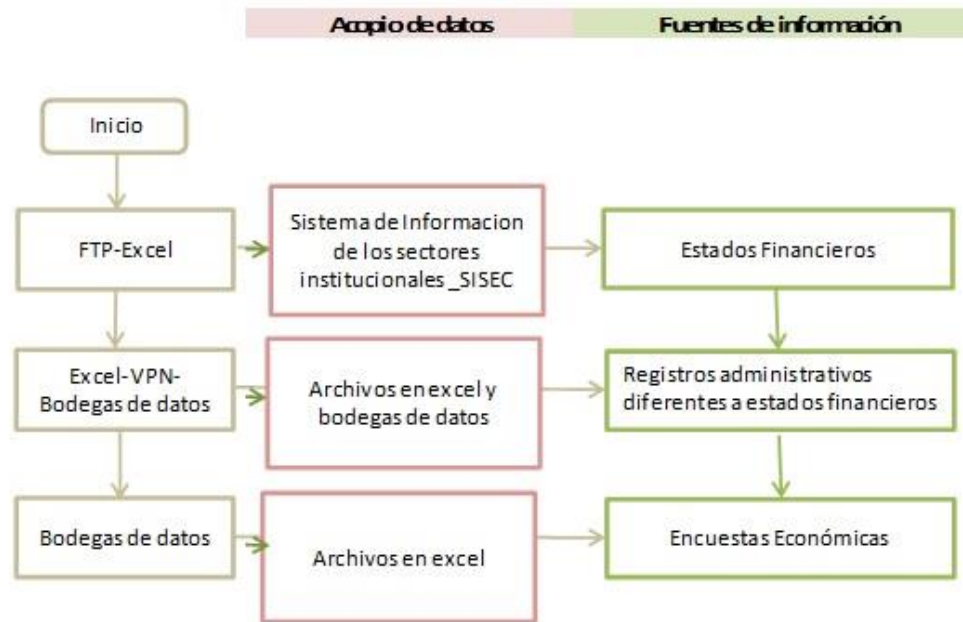 Acopio de datos
Fuentes de información
Inicio
FTP-Excel
Sistema de Informacion
de los sectores
institucionales _SISEC
Estados Financieros
Excel-VPN-
Bodegas de datos
Archivos en excel y
bodegas de datos
Registros administrativos
diferentes a estados financieros
Bodegas de datos
Archivos en excel
Encuestas Económicas